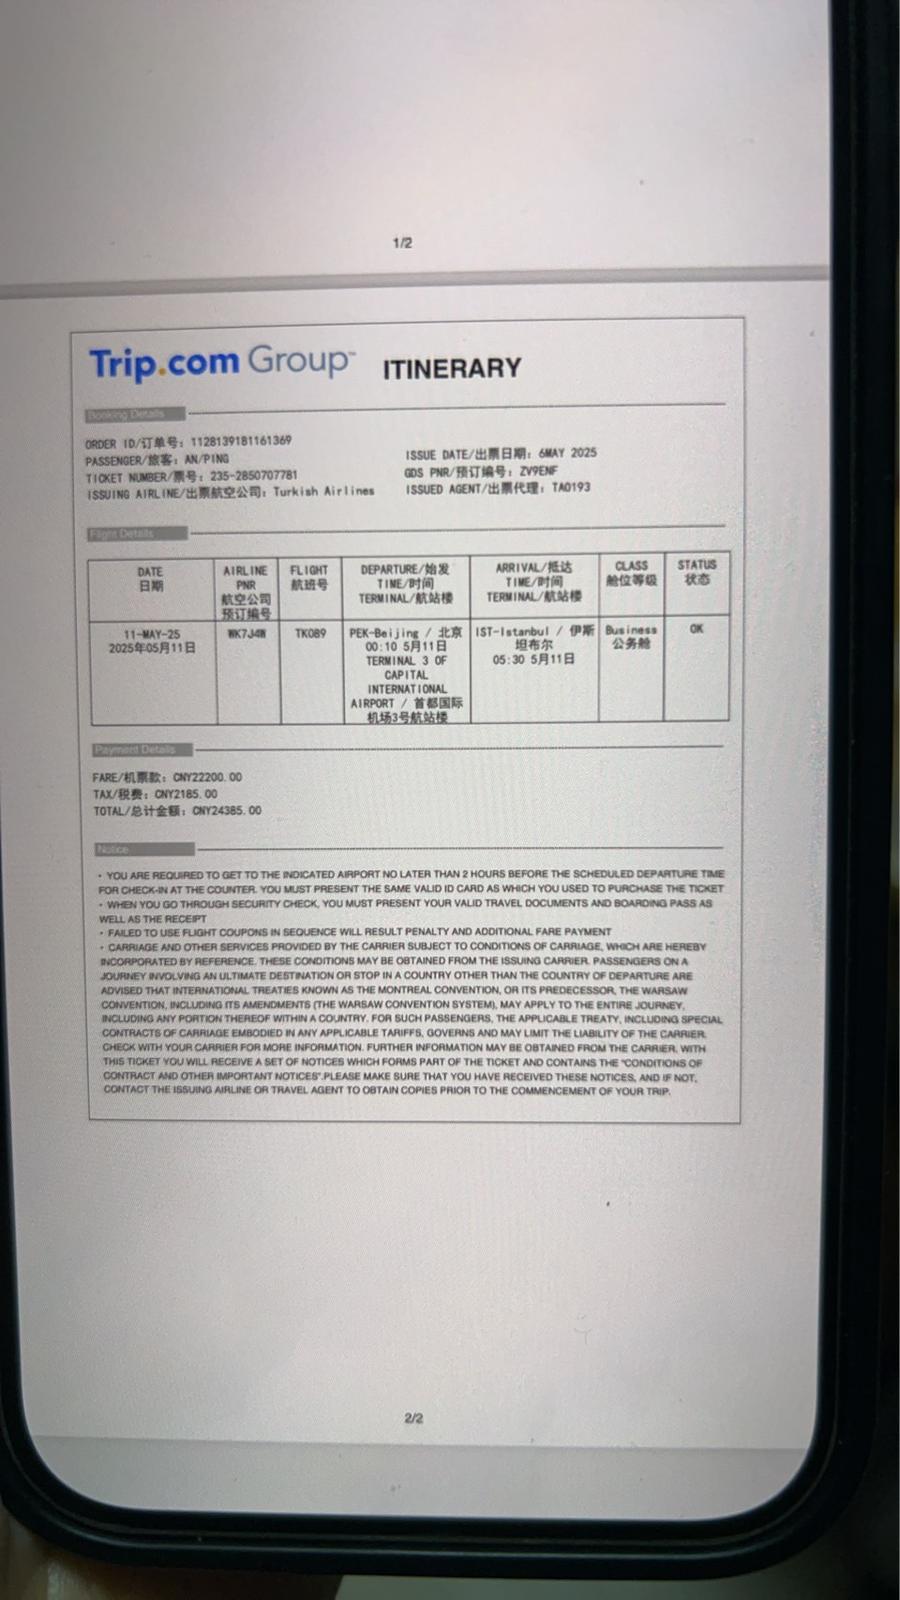 1/2
Trip.com Group™ ITINERARY
Booking Details
ORDER ID/订单号: 1128139181161369
PASSENGER/旅客: AN/PING
TICKET NUMBER/票号: 235-2850707781
ISSUING AIRLINE/出票航空公司: Turkish Airlines
ISSUE DATE/出票日期: 6MAY 2025
GDS PNR/预订编号: ZV9ENF
ISSUED AGENT/出票代理: TA0193
Flight Details
DATE
日期
AIRLINE
PNR
航空公司
预订编号
FLIGHT
航班号
DEPARTURE/始发
TIME/时间
TERMINAL/航站楼
ARRIVAL/抵达
TIME/时间
TERMINAL/航站楼
CLASS
舱位等级
STATUS
状态
11-MAY-25
2025年05月11日
WK7J4W
TK089
PEK-Beijing / 北京
00:10 5月11日
TERMINAL 3 OF
CAPITAL
INTERNATIONAL
AIRPORT / 首都国际
机场3号航站楼
IST-Istanbul / 伊斯
坦布尔
05:30 5月11日
Business
公务舱
OK
Payment Details
FARE/机票款: CNY22200.00
TAX/税费: CNY2185.00
TOTAL/总计金额: CNY24385.00
Notice
• YOU ARE REQUIRED TO GET TO THE INDICATED AIRPORT NO LATER THAN 2 HOURS BEFORE THE SCHEDULED DEPARTURE TIME
FOR CHECK-IN AT THE COUNTER. YOU MUST PRESENT THE SAME VALID ID CARD AS WHICH YOU USED TO PURCHASE THE TICKET
• WHEN YOU GO THROUGH SECURITY CHECK, YOU MUST PRESENT YOUR VALID TRAVEL DOCUMENTS AND BOARDING PASS AS
WELL AS THE RECEIPT
• FAILED TO USE FLIGHT COUPONS IN SEQUENCE WILL RESULT PENALTY AND ADDITIONAL FARE PAYMENT
• CARRIAGE AND OTHER SERVICES PROVIDED BY THE CARRIER SUBJECT TO CONDITIONS OF CARRIAGE, WHICH ARE HEREBY
INCORPORATED BY REFERENCE. THESE CONDITIONS MAY BE OBTAINED FROM THE ISSUING CARRIER. PASSENGERS ON A
JOURNEY INVOLVING AN ULTIMATE DESTINATION OR STOP IN A COUNTRY OTHER THAN THE COUNTRY OF DEPARTURE ARE
ADVISED THAT INTERNATIONAL TREATIES KNOWN AS THE MONTREAL CONVENTION, OR ITS PREDECESSOR, THE WARSAW
CONVENTION, INCLUDING ITS AMENDMENTS (THE WARSAW CONVENTION SYSTEM), MAY APPLY TO THE ENTIRE JOURNEY,
INCLUDING ANY PORTION THEREOF WITHIN A COUNTRY. FOR SUCH PASSENGERS, THE APPLICABLE TREATY, INCLUDING SPECIAL
CONTRACTS OF CARRIAGE EMBODIED IN ANY APPLICABLE TARIFFS, GOVERNS AND MAY LIMIT THE LIABILITY OF THE CARRIER.
CHECK WITH YOUR CARRIER FOR MORE INFORMATION. FURTHER INFORMATION MAY BE OBTAINED FROM THE CARRIER. WITH
THIS TICKET YOU WILL RECEIVE A SET OF NOTICES WHICH FORMS PART OF THE TICKET AND CONTAINS THE "CONDITIONS OF
CONTRACT AND OTHER IMPORTANT NOTICES".PLEASE MAKE SURE THAT YOU HAVE RECEIVED THESE NOTICES, AND IF NOT,
CONTACT THE ISSUING AIRLINE OR TRAVEL AGENT TO OBTAIN COPIES PRIOR TO THE COMMENCEMENT OF YOUR TRIP.
2/2